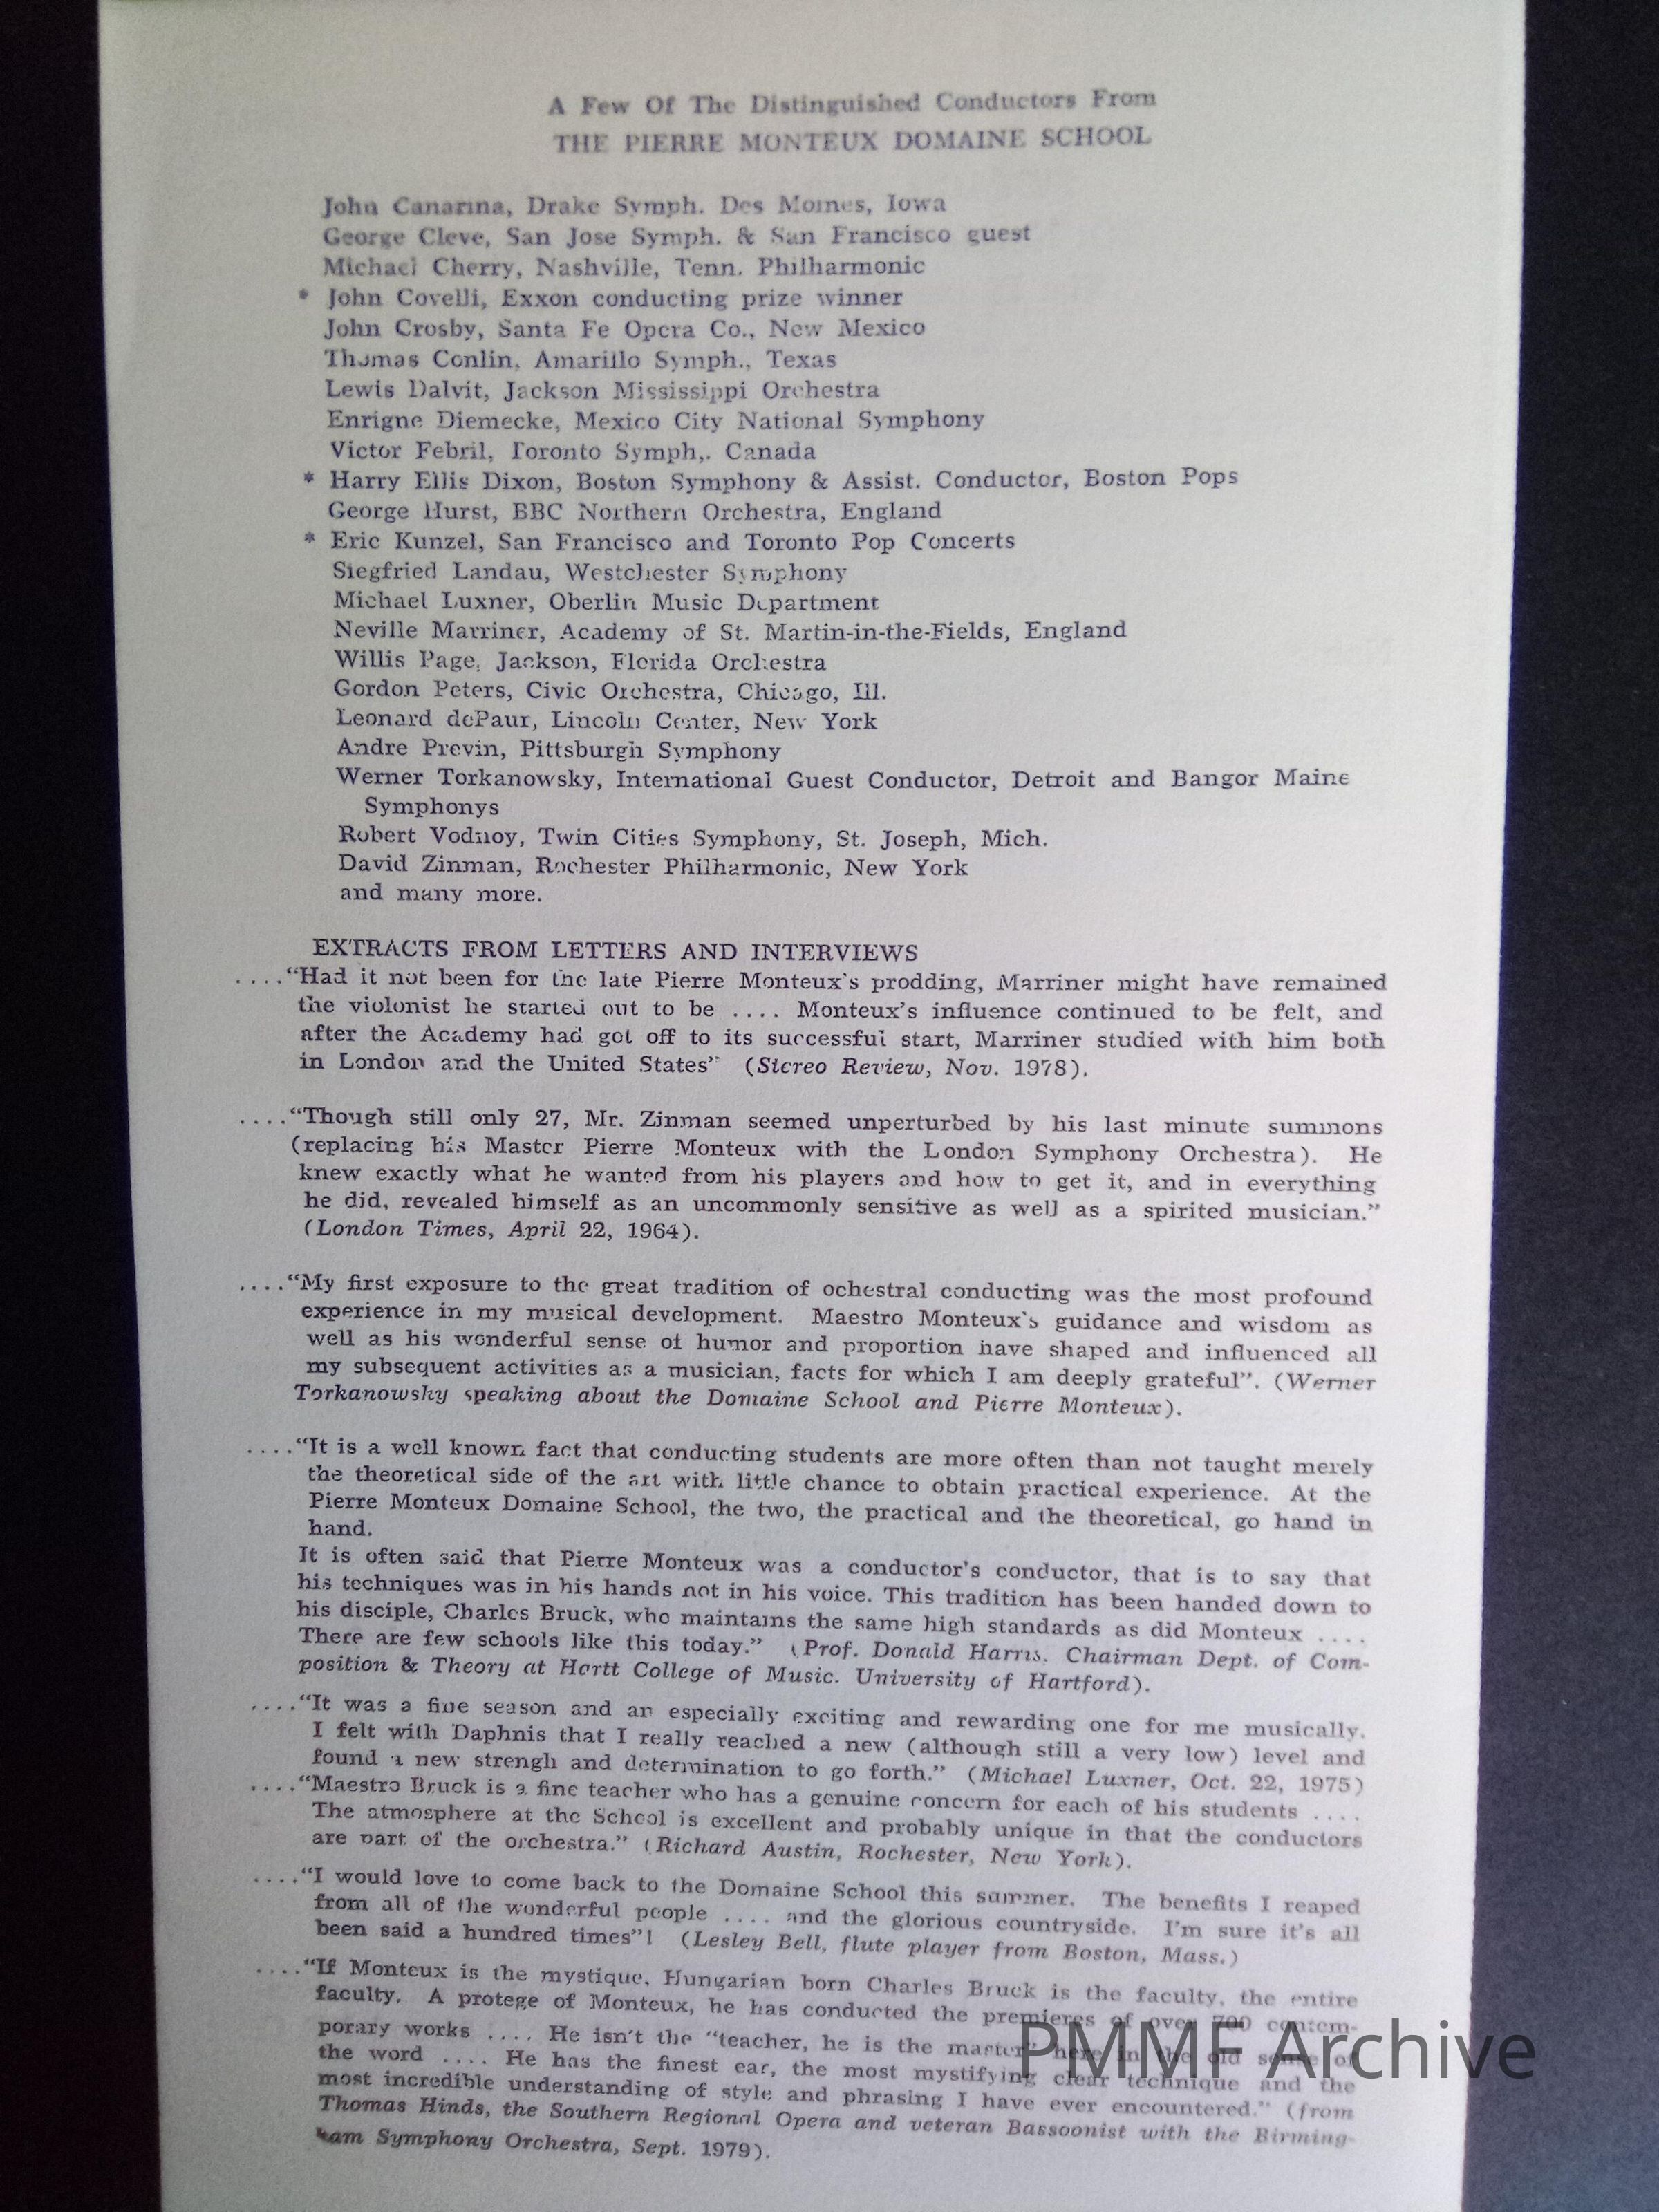 A Few Of The Distinguished Conductors From
THE PIERRE MONTEUX DOMAINE SCHOOL
John Canarina, Drake Symph. Des Moines, Iowa
George Cleve, San Jose Symph. & San Francisco guest
Michael Cherry, Nashville, Tenn. Philharmonic
* John Covelli, Exxon conducting prize winner
John Crosby, Santa Fe Opera Co., New Mexico
Thomas Conlin, Amarillo Symph., Texas
Lewis Dalvit, Jackson Mississippi Orchestra
Enrigne Diemecke, Mexico City National Symphony
Victor Febril, Toronto Symph,. Canada
* Harry Ellis Dixon, Boston Symphony & Assist. Conductor, Boston Pops
George Hurst, BBC Northern Orchestra, England
* Eric Kunzel, San Francisco and Toronto Pop Concerts
Siegfried Landau, Westchester Symphony
Michael Luxner, Oberlin Music Department
Neville Marriner, Academy of St. Martin-in-the-Fields, England
Willis Page, Jackson, Florida Orchestra
Gordon Peters, Civic Orchestra, Chicago, Ill.
Leonard dePaur, Lincoln Center, New York
Andre Previn, Pittsburgh Symphony
Werner Torkanowsky, International Guest Conductor, Detroit and Bangor Maine
Symphonys
Robert Vodnoy, Twin Cities Symphony, St. Joseph, Mich.
David Zinman, Rochester Philharmonic, New York
and many more.
EXTRACTS FROM LETTERS AND INTERVIEWS
...."Had it not been for the late Pierre Monteux's prodding, Marriner might have remained
the violonist he started out to be .... Monteux's influence continued to be felt, and
after the Academy had got off to its successful start, Marriner studied with him both
in London and the United States" (Stereo Review, Nov. 1978).
...."Though still only 27, Mr. Zinman seemed unperturbed by his last minute summons
(replacing his Master Pierre Monteux with the London Symphony Orchestra). He
knew exactly what he wanted from his players and how to get it, and in everything
he did, revealed himself as an uncommonly sensitive as well as a spirited musician."
(London Times, April 22, 1964).
...."My first exposure to the great tradition of ochestral conducting was the most profound
experience in my musical development. Maestro Monteux's guidance and wisdom as
well as his wonderful sense of humor and proportion have shaped and influenced all
my subsequent activities as a musician, facts for which I am deeply grateful". (Werner
Torkanowsky speaking about the Domaine School and Pierre Monteux).
...."It is a well known fact that conducting students are more often than not taught merely
the theoretical side of the art with little chance to obtain practical experience. At the
Pierre Monteux Domaine School, the two, the practical and the theoretical, go hand in
hand.
It is often said that Pierre Monteux was a conductor's conductor, that is to say that
his techniques was in his hands not in his voice. This tradition has been handed down to
his disciple, Charles Bruck, who maintains the same high standards as did Monteux ....
There are few schools like this today." (Prof. Donald Harris. Chairman Dept. of Com-
position & Theory at Hartt College of Music. University of Hartford).
...."It was a fine season and an especially exciting and rewarding one for me musically.
I felt with Daphnis that I really reached a new (although still a very low) level and
found a new strengh and determination to go forth." (Michael Luxner, Oct. 22, 1975)
...."Maestro Bruck is a fine teacher who has a genuine concern for each of his students ....
The atmosphere at the School is excellent and probably unique in that the conductors
are part of the orchestra." (Richard Austin, Rochester, New York).
...."I would love to come back to the Domaine School this summer. The benefits I reaped
from all of the wonderful people .... and the glorious countryside. I'm sure it's all
been said a hundred times"! (Lesley Bell, flute player from Boston, Mass.)
...."If Monteux is the mystique, Hungarian born Charles Bruck is the faculty, the entire
faculty. A protege of Monteux, he has conducted the premieres of over 700 contem-
porary works .... He isn't the "teacher, he is the master" here in the old sense of
the word .... He has the finest ear, the most mystifying clear technique and the
most incredible understanding of style and phrasing I have ever encountered." (from
Thomas Hinds, the Southern Regional Opera and veteran Bassoonist with the Birming-
ham Symphony Orchestra, Sept. 1979).
PMMF Archive